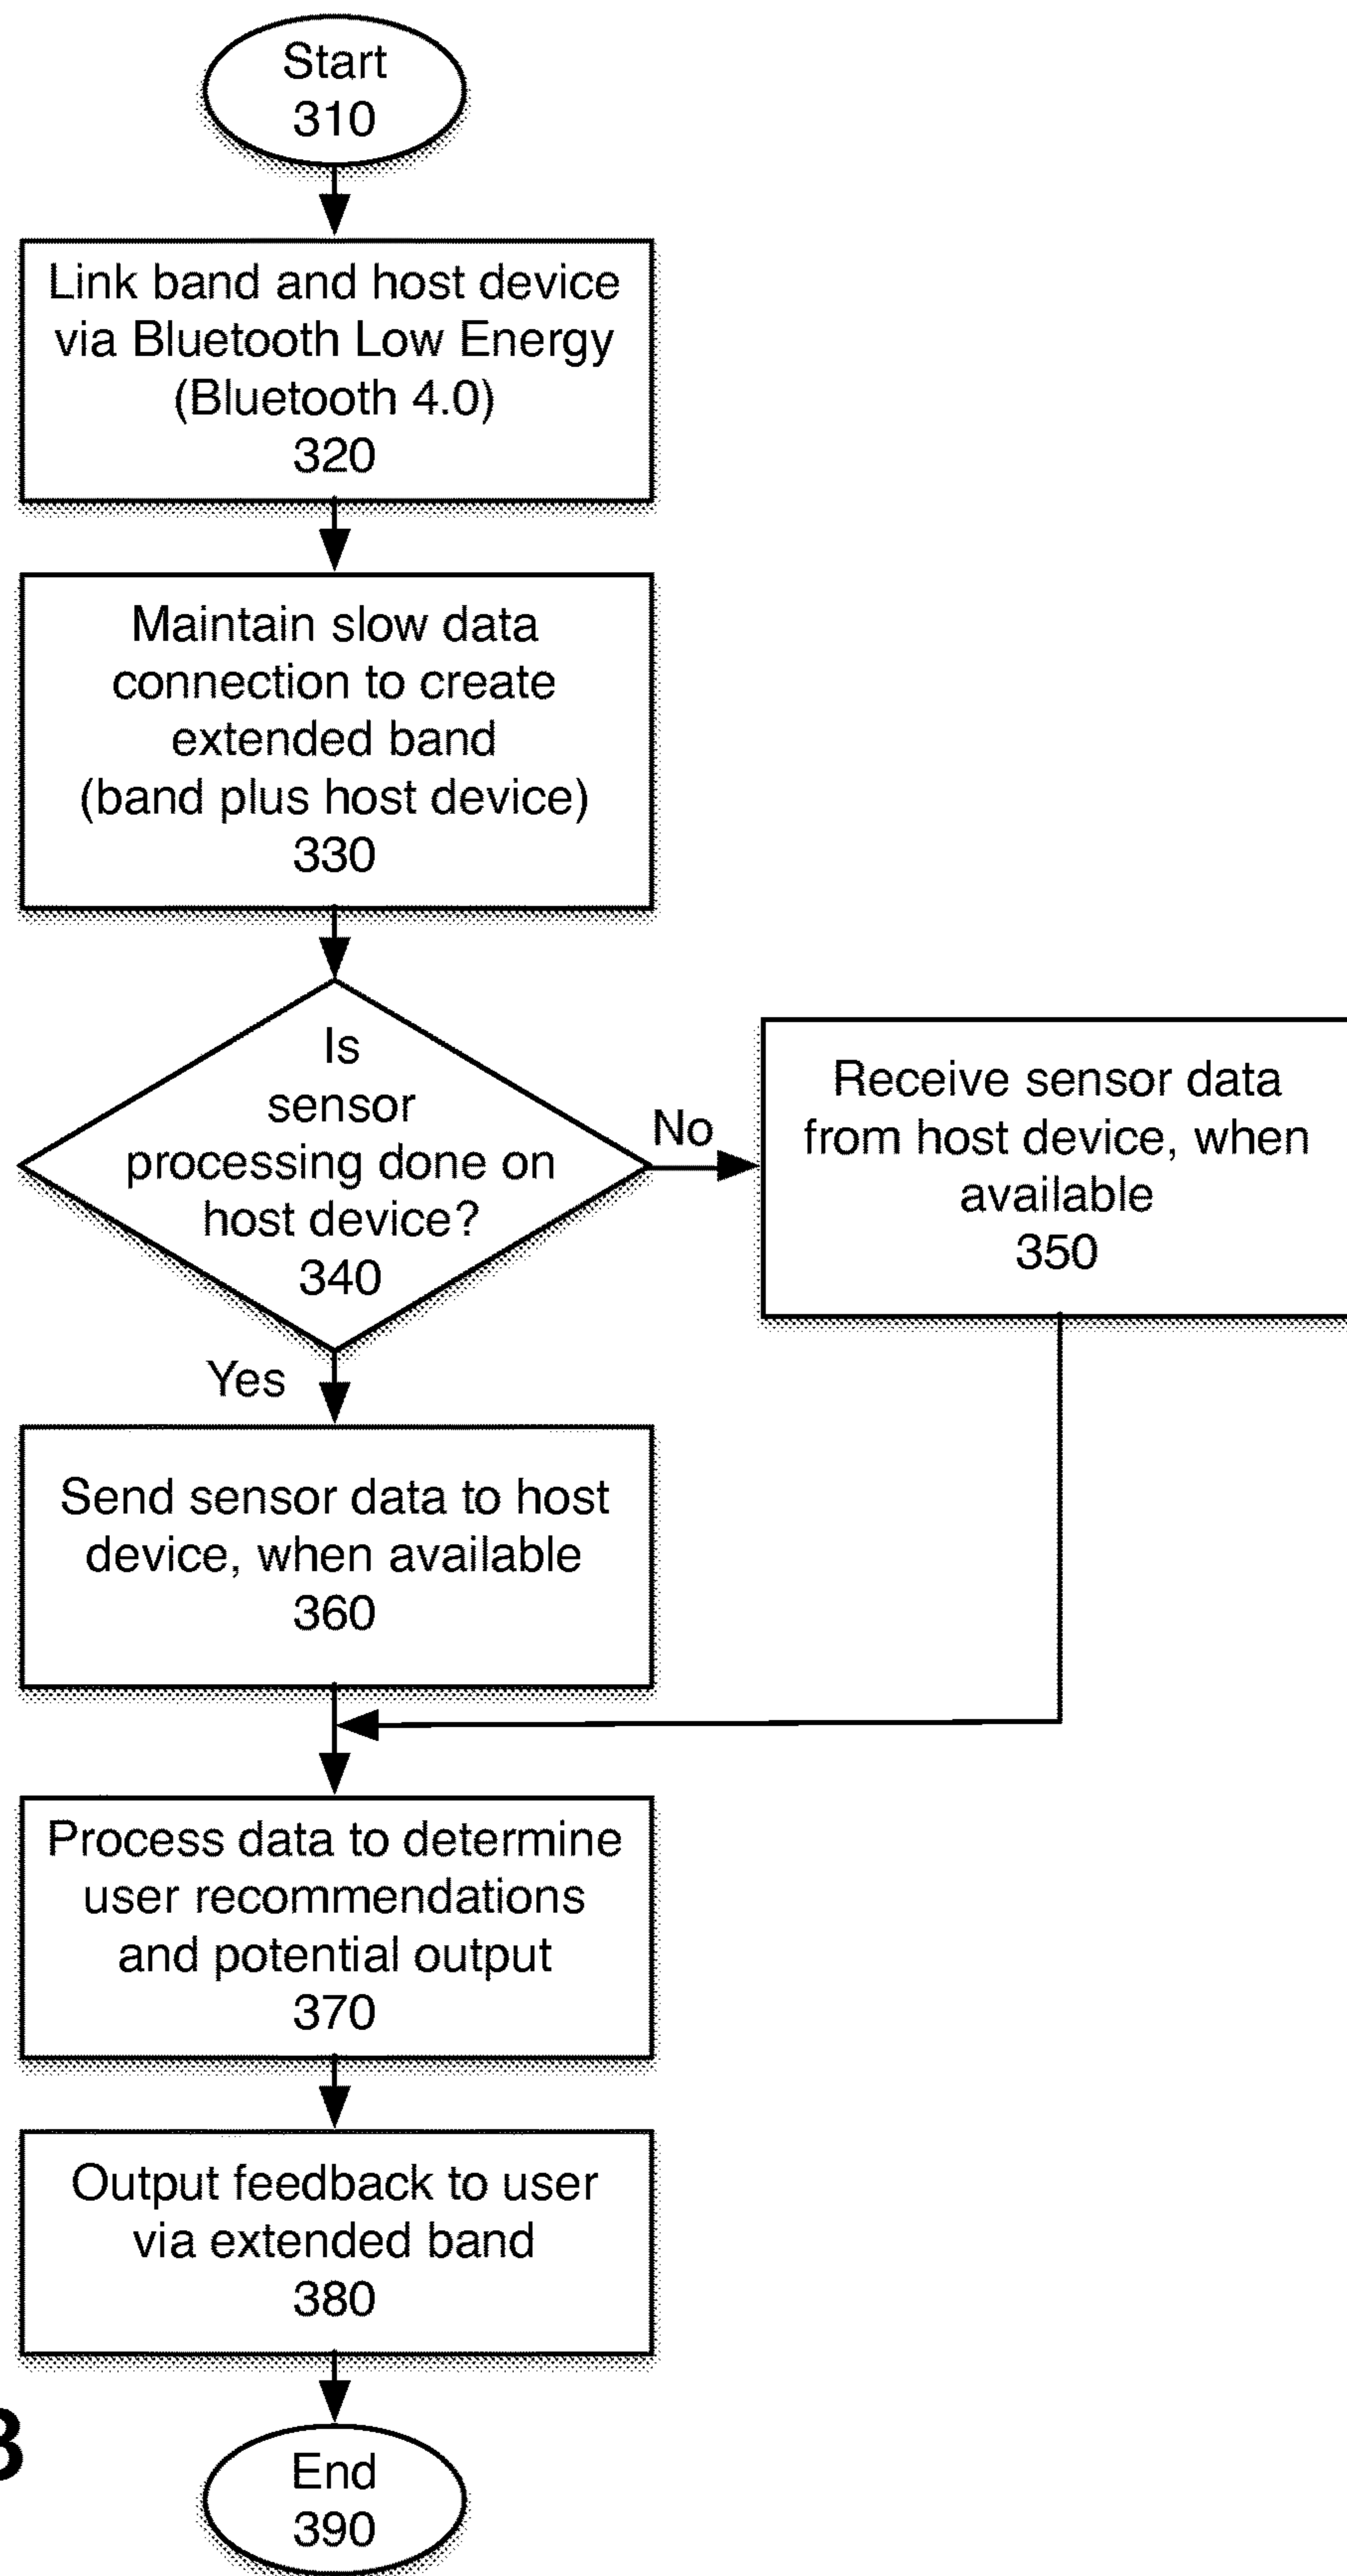 Start
310
Link band and host device
via Bluetooth Low Energy
(Bluetooth 4.0)
320
Maintain slow data
connection to create
extended band
(band plus host device)
330
Is
sensor
processing done on
host device?
340
No
Receive sensor data
from host device, when
available
350
Yes
Send sensor data to host
device, when available
360
Process data to determine
user recommendations
and potential output
370
Output feedback to user
via extended band
380
End
390